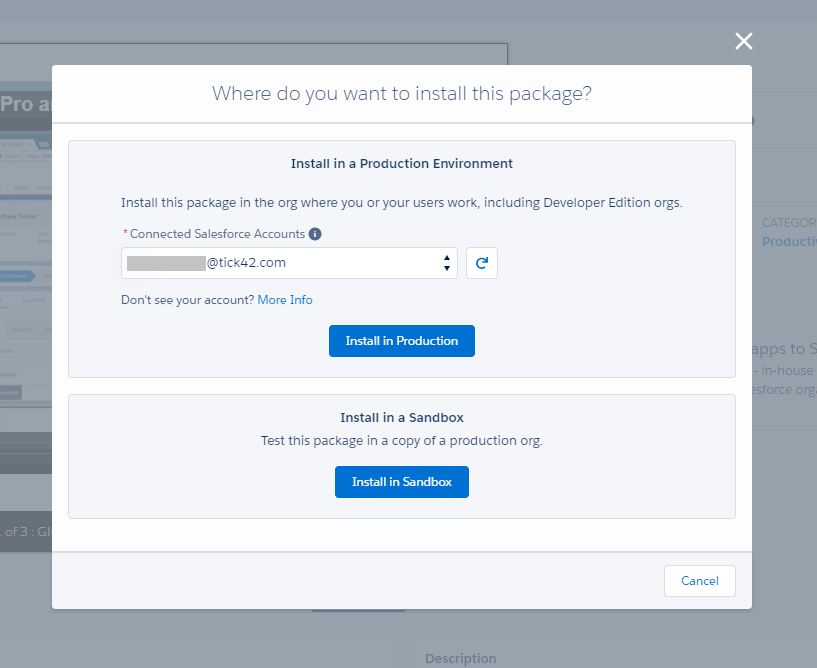 Where do you want to install this package?
Pro a
Install in a Production Environment
Install this package in the org where you or your users work, including Developer Edition orgs.
CATEGOR
* Connected Salesforce Accounts
Producti
@tick42.com
Don't see your account? More Info
Install in Production
apps to S
- in-house
esforce orga
Install in a Sandbox
Test this package in a copy of a production org.
Install in Sandbox
of 3 : Gl
Cancel
Description